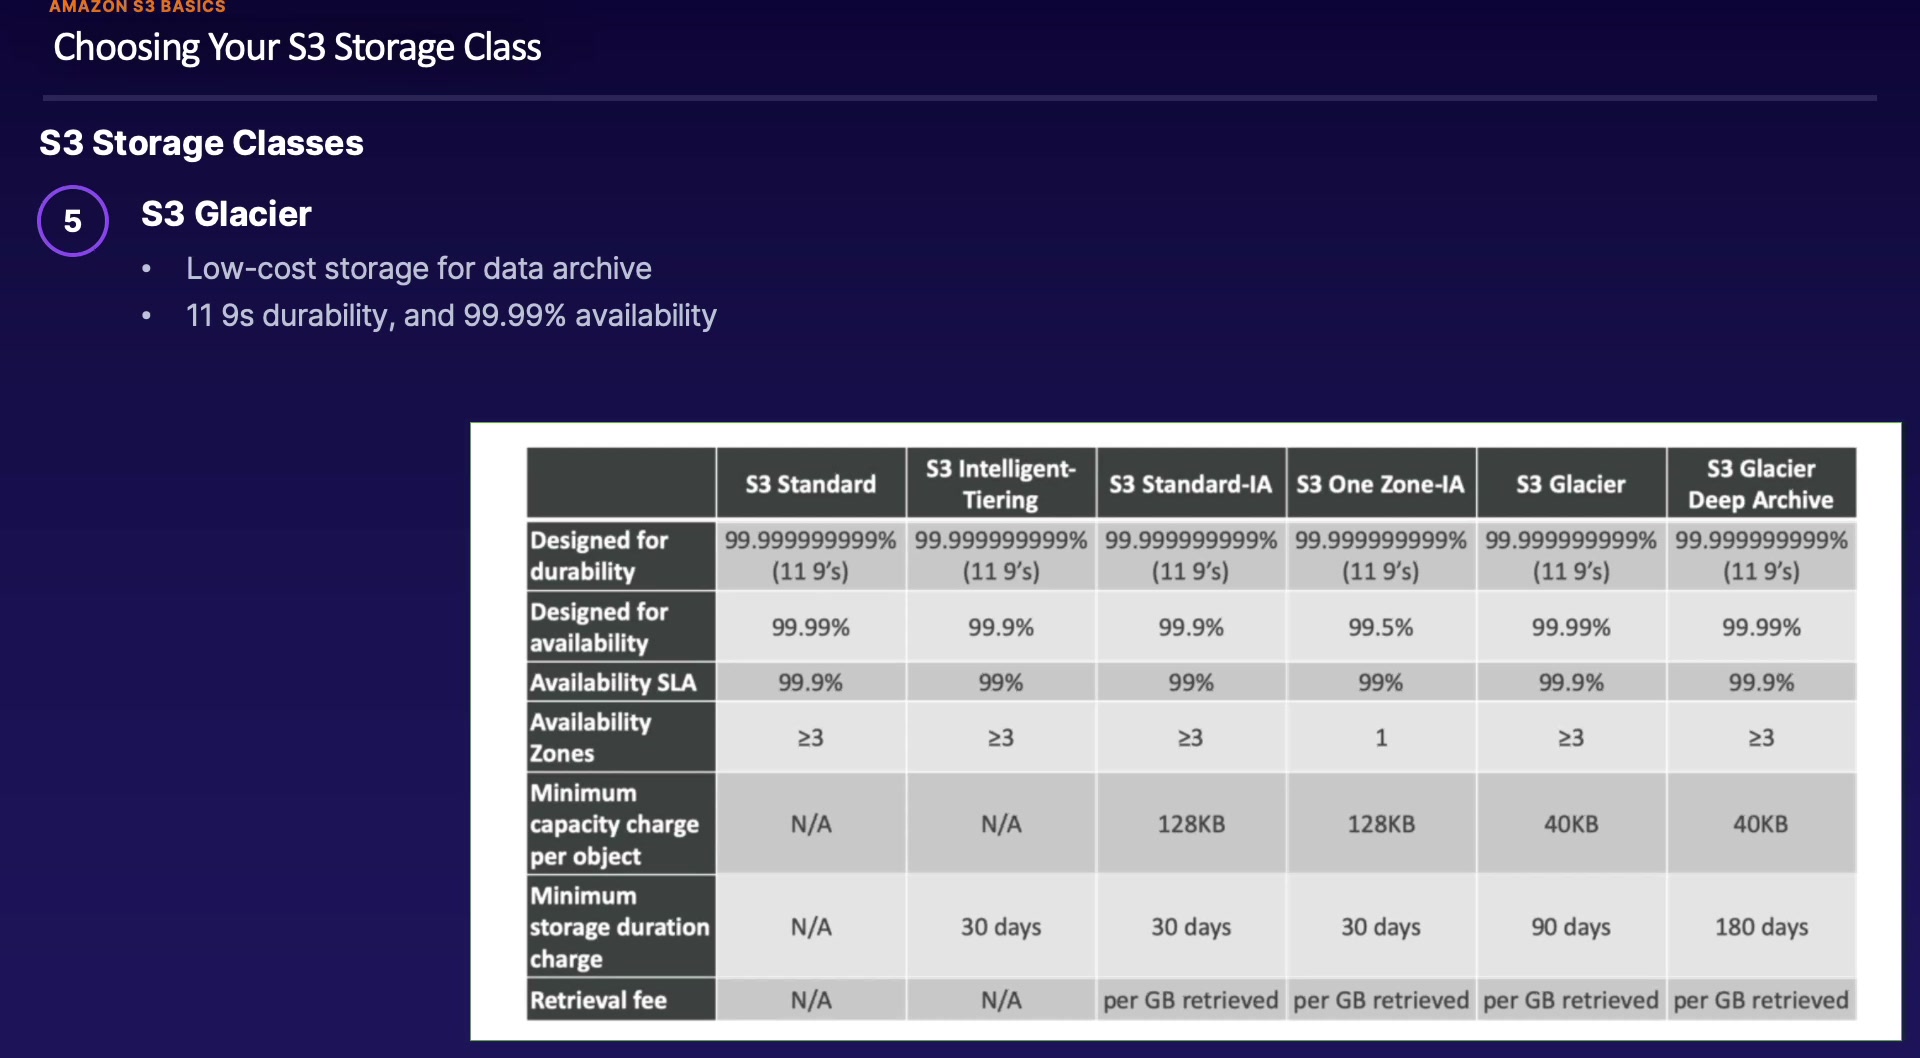 AMAZON S3 BASICS
Choosing Your S3 Storage Class
S3 Storage Classes
5
S3 Glacier
• Low-cost storage for data archive
• 11 9s durability, and 99.99% availability
S3 Standard S3 Intelligent-Tiering S3 Standard-IA S3 One Zone-IA S3 Glacier S3 Glacier Deep Archive
Designed for durability 99.999999999% (11 9’s) 99.999999999% (11 9’s) 99.999999999% (11 9’s) 99.999999999% (11 9’s) 99.999999999% (11 9’s) 99.999999999% (11 9’s)
Designed for availability 99.99% 99.9% 99.9% 99.5% 99.99% 99.99%
Availability SLA 99.9% 99% 99% 99% 99.9% 99.9%
Availability Zones ≥3 ≥3 ≥3 1 ≥3 ≥3
Minimum capacity charge per object N/A N/A 128KB 128KB 40KB 40KB
Minimum storage duration charge N/A 30 days 30 days 30 days 90 days 180 days
Retrieval fee N/A N/A per GB retrieved per GB retrieved per GB retrieved per GB retrieved